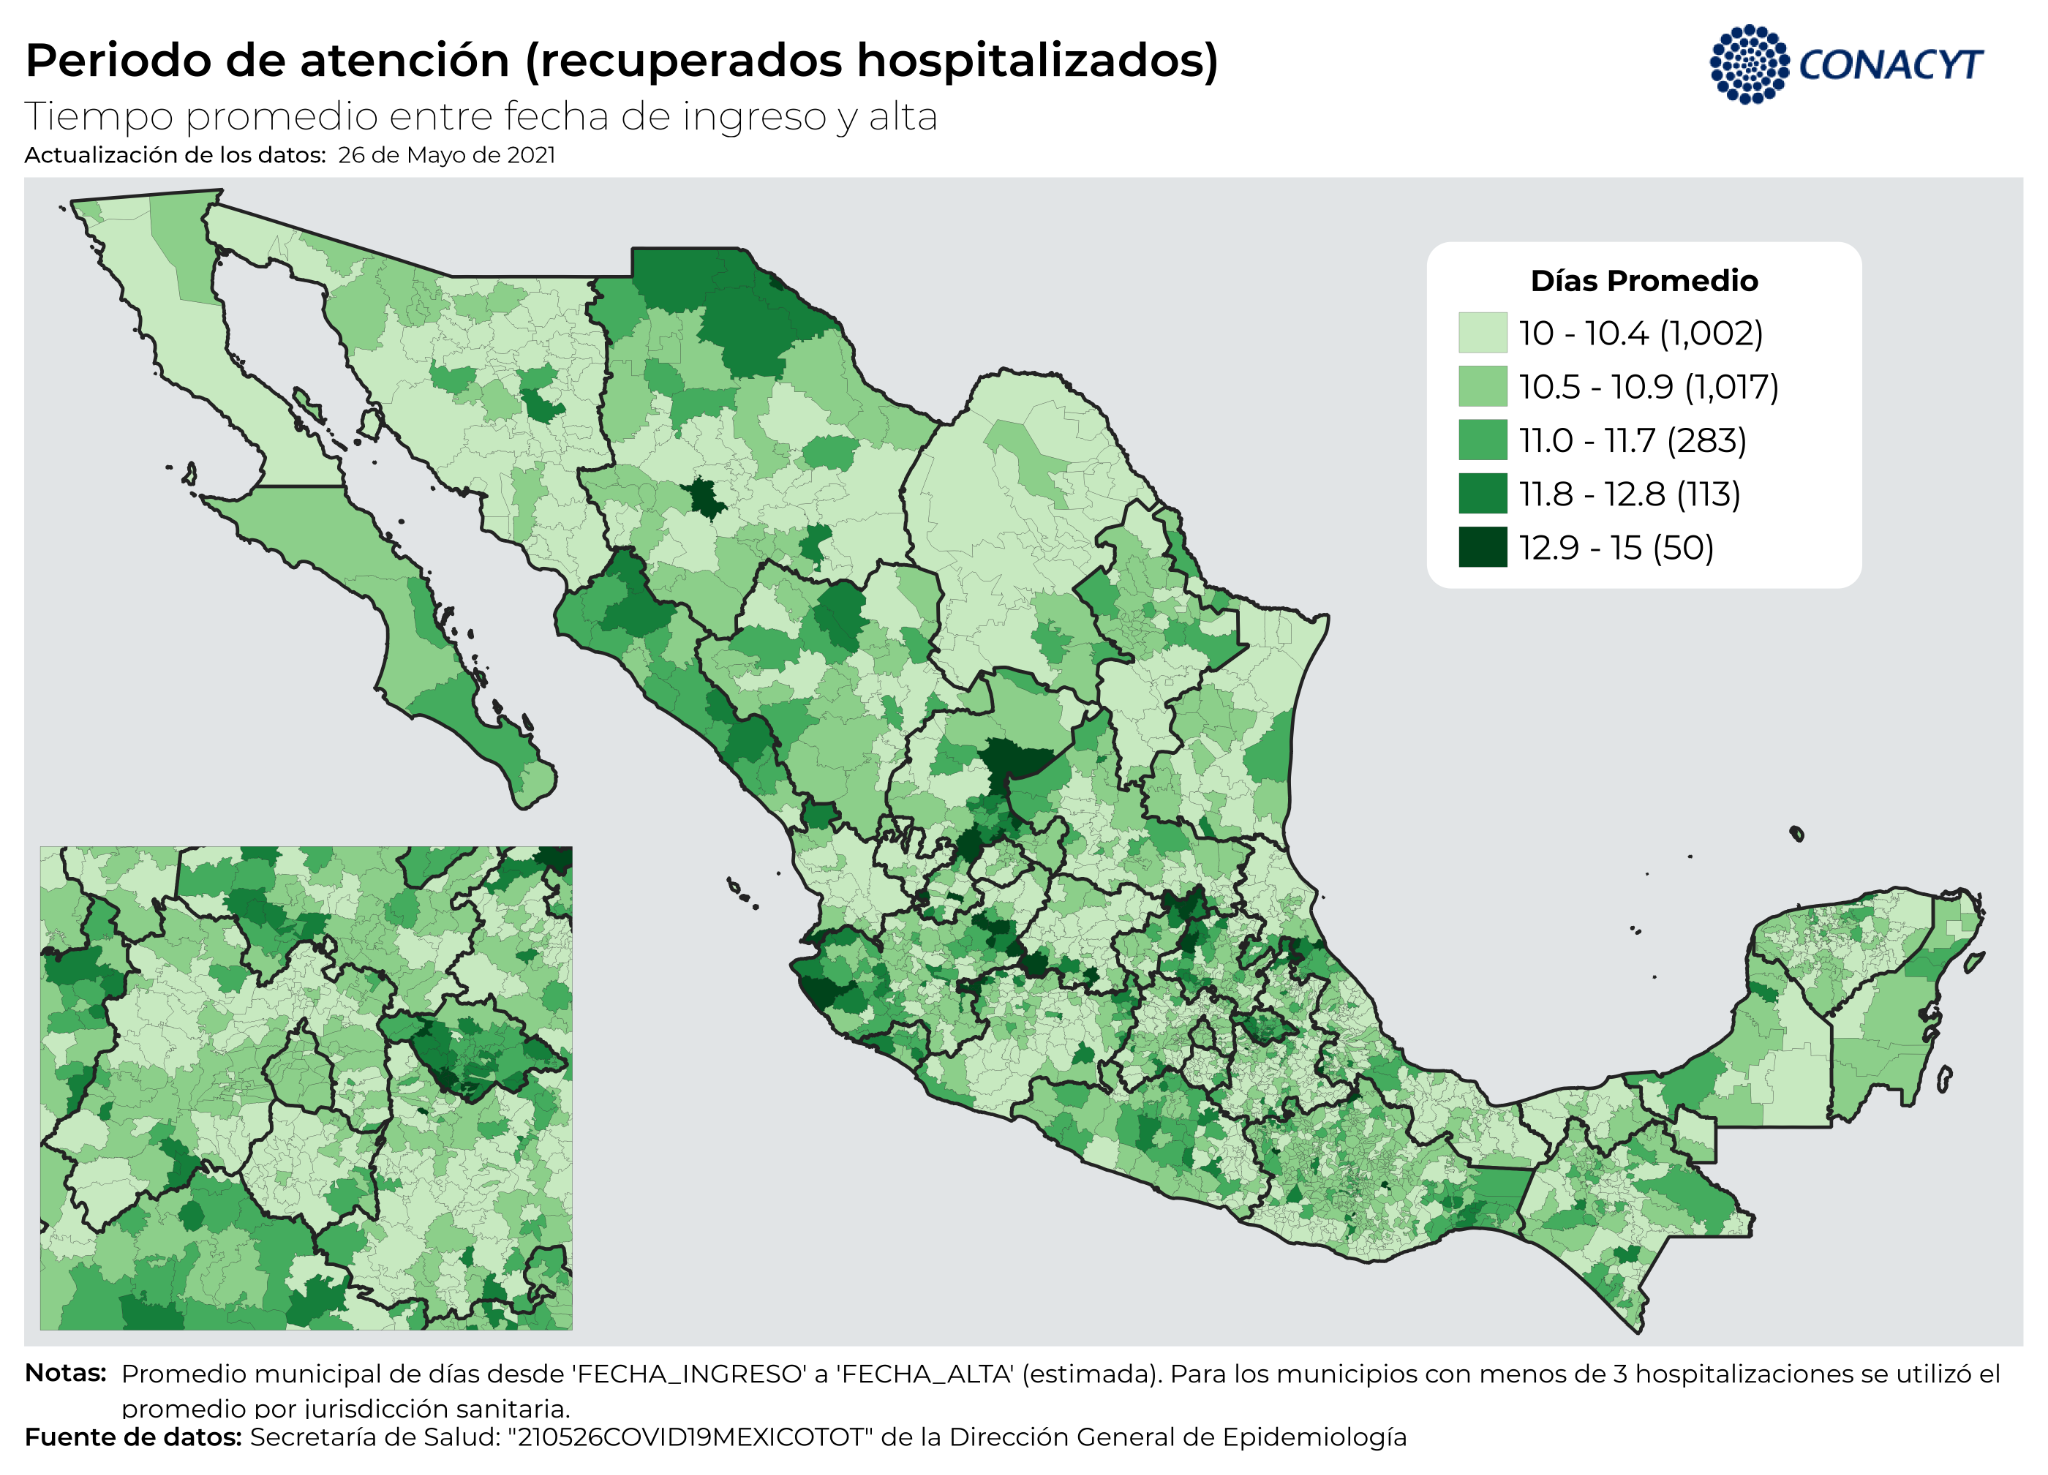 Periodo de atención (recuperados hospitalizados)
CONACYT
Tiempo promedio entre fecha de ingreso y alta
Actualización de los datos: 26 de Mayo de 2021
Días Promedio
10 - 10.4 (1,002)
10.5 - 10.9 (1,017)
11.0 - 11.7 (283)
11.8 - 12.8 (113)
12.9 - 15 (50)
Notas: Promedio municipal de días desde 'FECHA_INGRESO' a 'FECHA_ALTA' (estimada). Para los municipios con menos de 3 hospitalizaciones se utilizó el
promedio por jurisdicción sanitaria.
Fuente de datos: Secretaría de Salud: "210526COVID19MEXICOTOT" de la Dirección General de Epidemiología